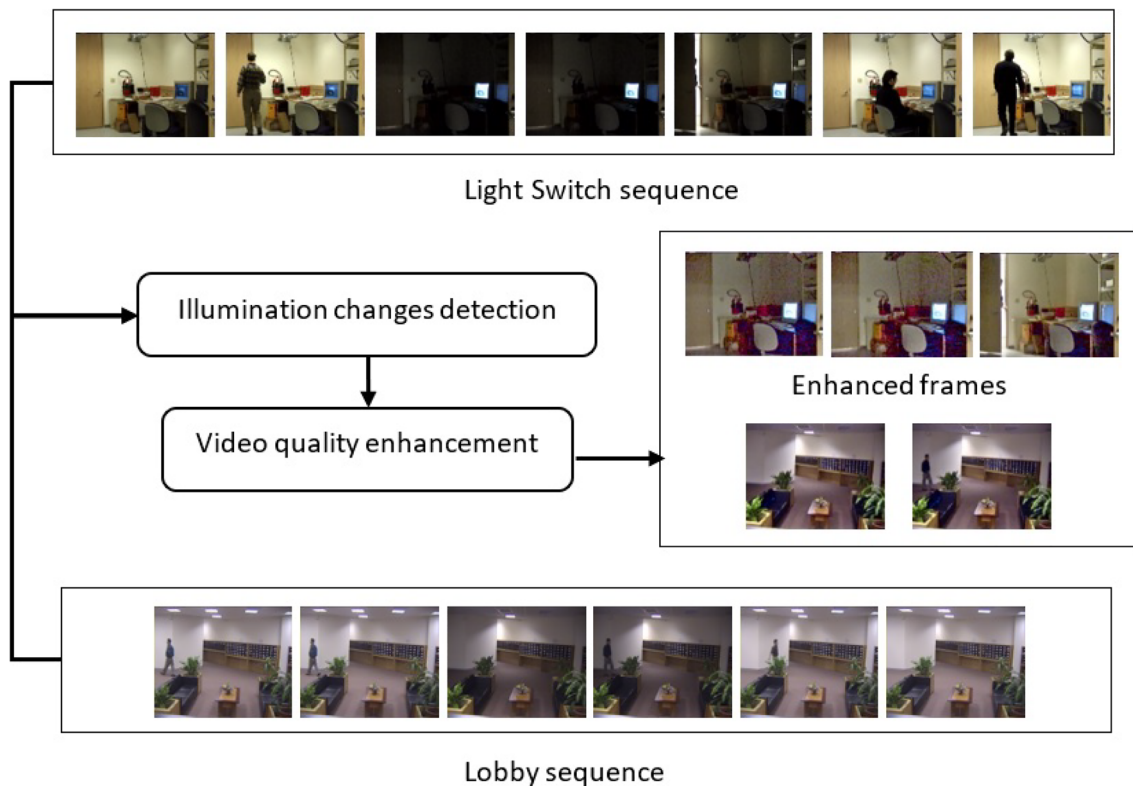 Light Switch sequence
Illumination changes detection
Video quality enhancement
Enhanced frames
Lobby sequence